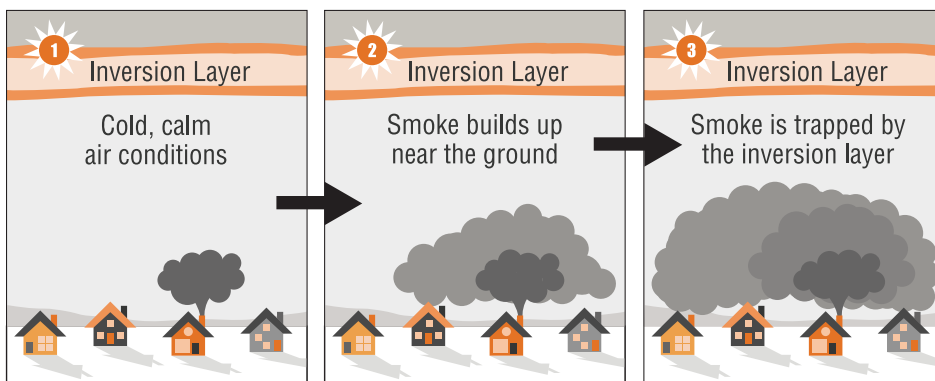 1
Inversion Layer
Cold, calm
air conditions
2
Inversion Layer
Smoke builds up
near the ground
3
Inversion Layer
Smoke is trapped by
the inversion layer